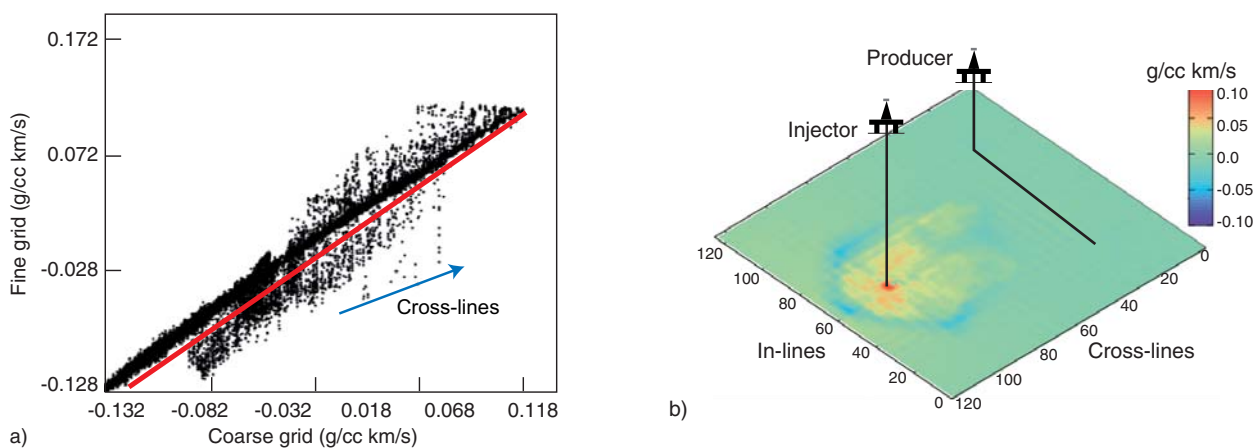 0.172
0.072
-0.028
-0.128
Fine grid (g/cc km/s)
-0.132 -0.082 -0.032 0.018 0.068 0.118
Coarse grid (g/cc km/s)
Cross-lines
a)
Producer
Injector
g/cc km/s
0.10
0.05
0.0
-0.05
-0.10
120
100
80
60
40
20
0
In-lines
120
100
80
60
40
20
0
Cross-lines
b)